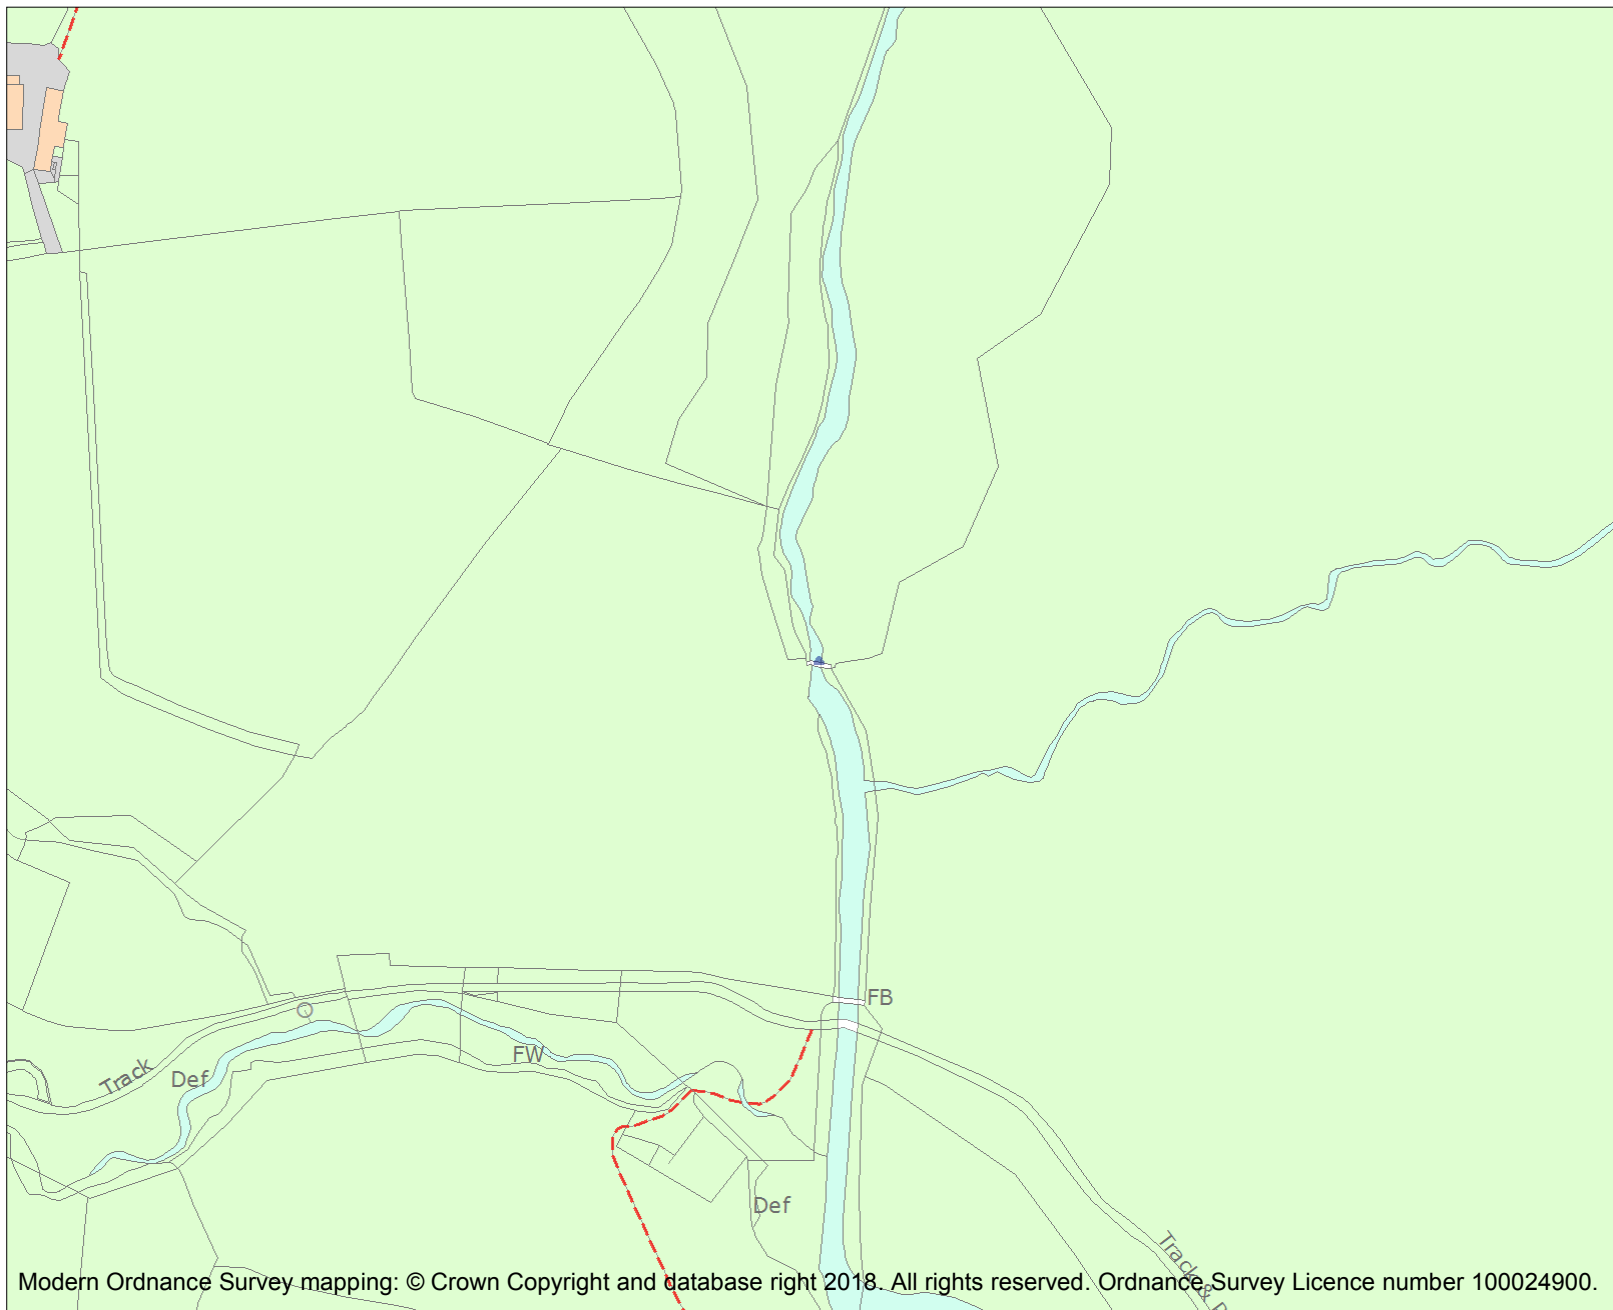 FB
FW
Track
Def
Def
Track &
Modern Ordnance Survey mapping: © Crown Copyright and database right 2018. All rights reserved. Ordnance Survey Licence number 100024900.